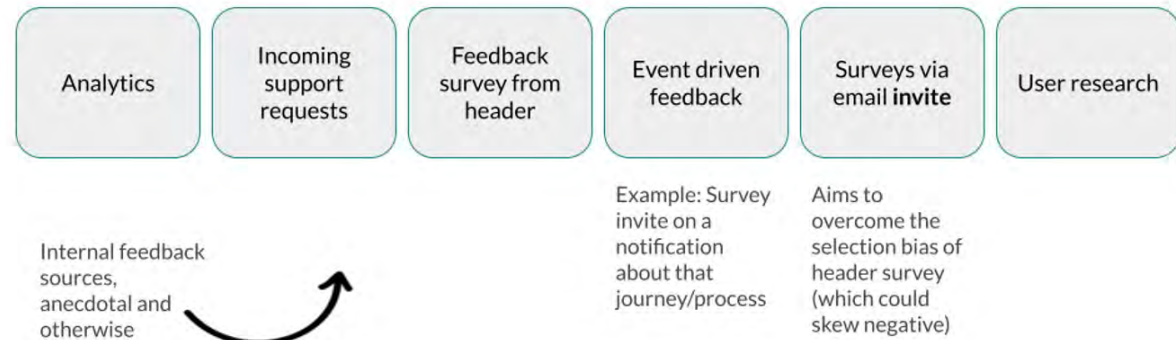 Analytics
Incoming
support
requests
Feedback
survey from
header
Event driven
feedback
Surveys via
email invite
User research
Internal feedback
sources,
anecdotal and
otherwise
Example: Survey
invite on a
notification
about that
journey/process
Aims to
overcome the
selection bias of
header survey
(which could
skew negative)